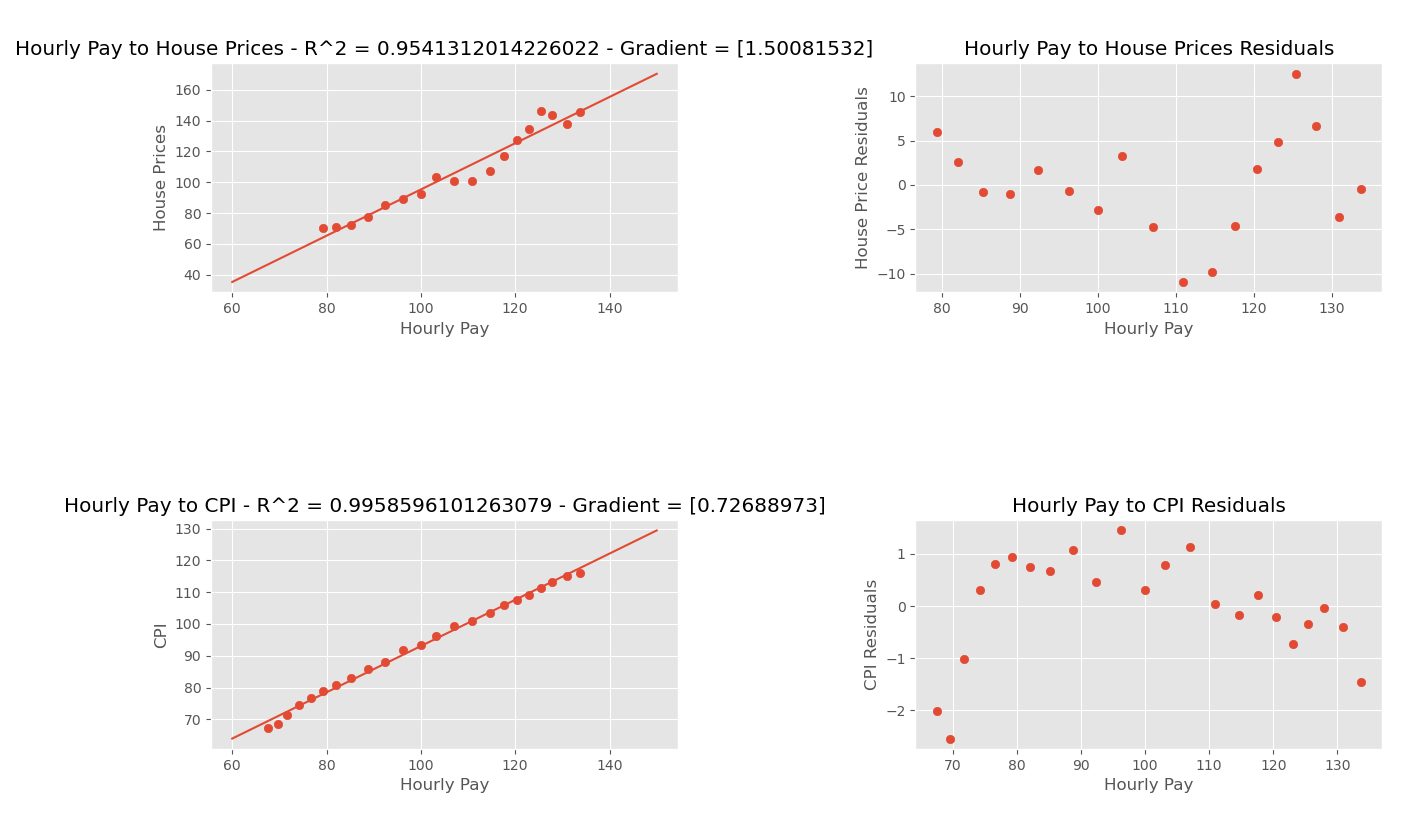 Hourly Pay to House Prices - R^2 = 0.9541312014226022 - Gradient = [1.50081532]
160
140
120
100
80
60
40
House Prices
60 80 100 120 140
Hourly Pay
Hourly Pay to House Prices Residuals
10
5
0
−5
−10
House Price Residuals
80 90 100 110 120 130
Hourly Pay
Hourly Pay to CPI - R^2 = 0.9958596101263079 - Gradient = [0.72688973]
130
120
110
100
90
80
70
CPI
60 80 100 120 140
Hourly Pay
Hourly Pay to CPI Residuals
1
0
−1
−2
CPI Residuals
70 80 90 100 110 120 130
Hourly Pay